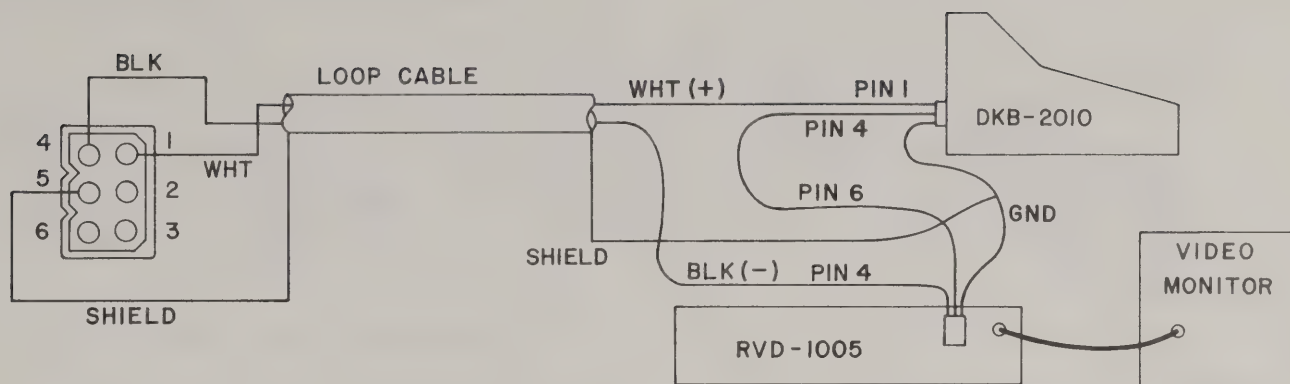 BLK
LOOP CABLE
WHT (+)
PIN 1
PIN 4
DKB-2010
4
1
WHT
5
2
6
3
PIN 6
GND
SHIELD
SHIELD
BLK (-)
PIN 4
VIDEO
MONITOR
RVD-1005